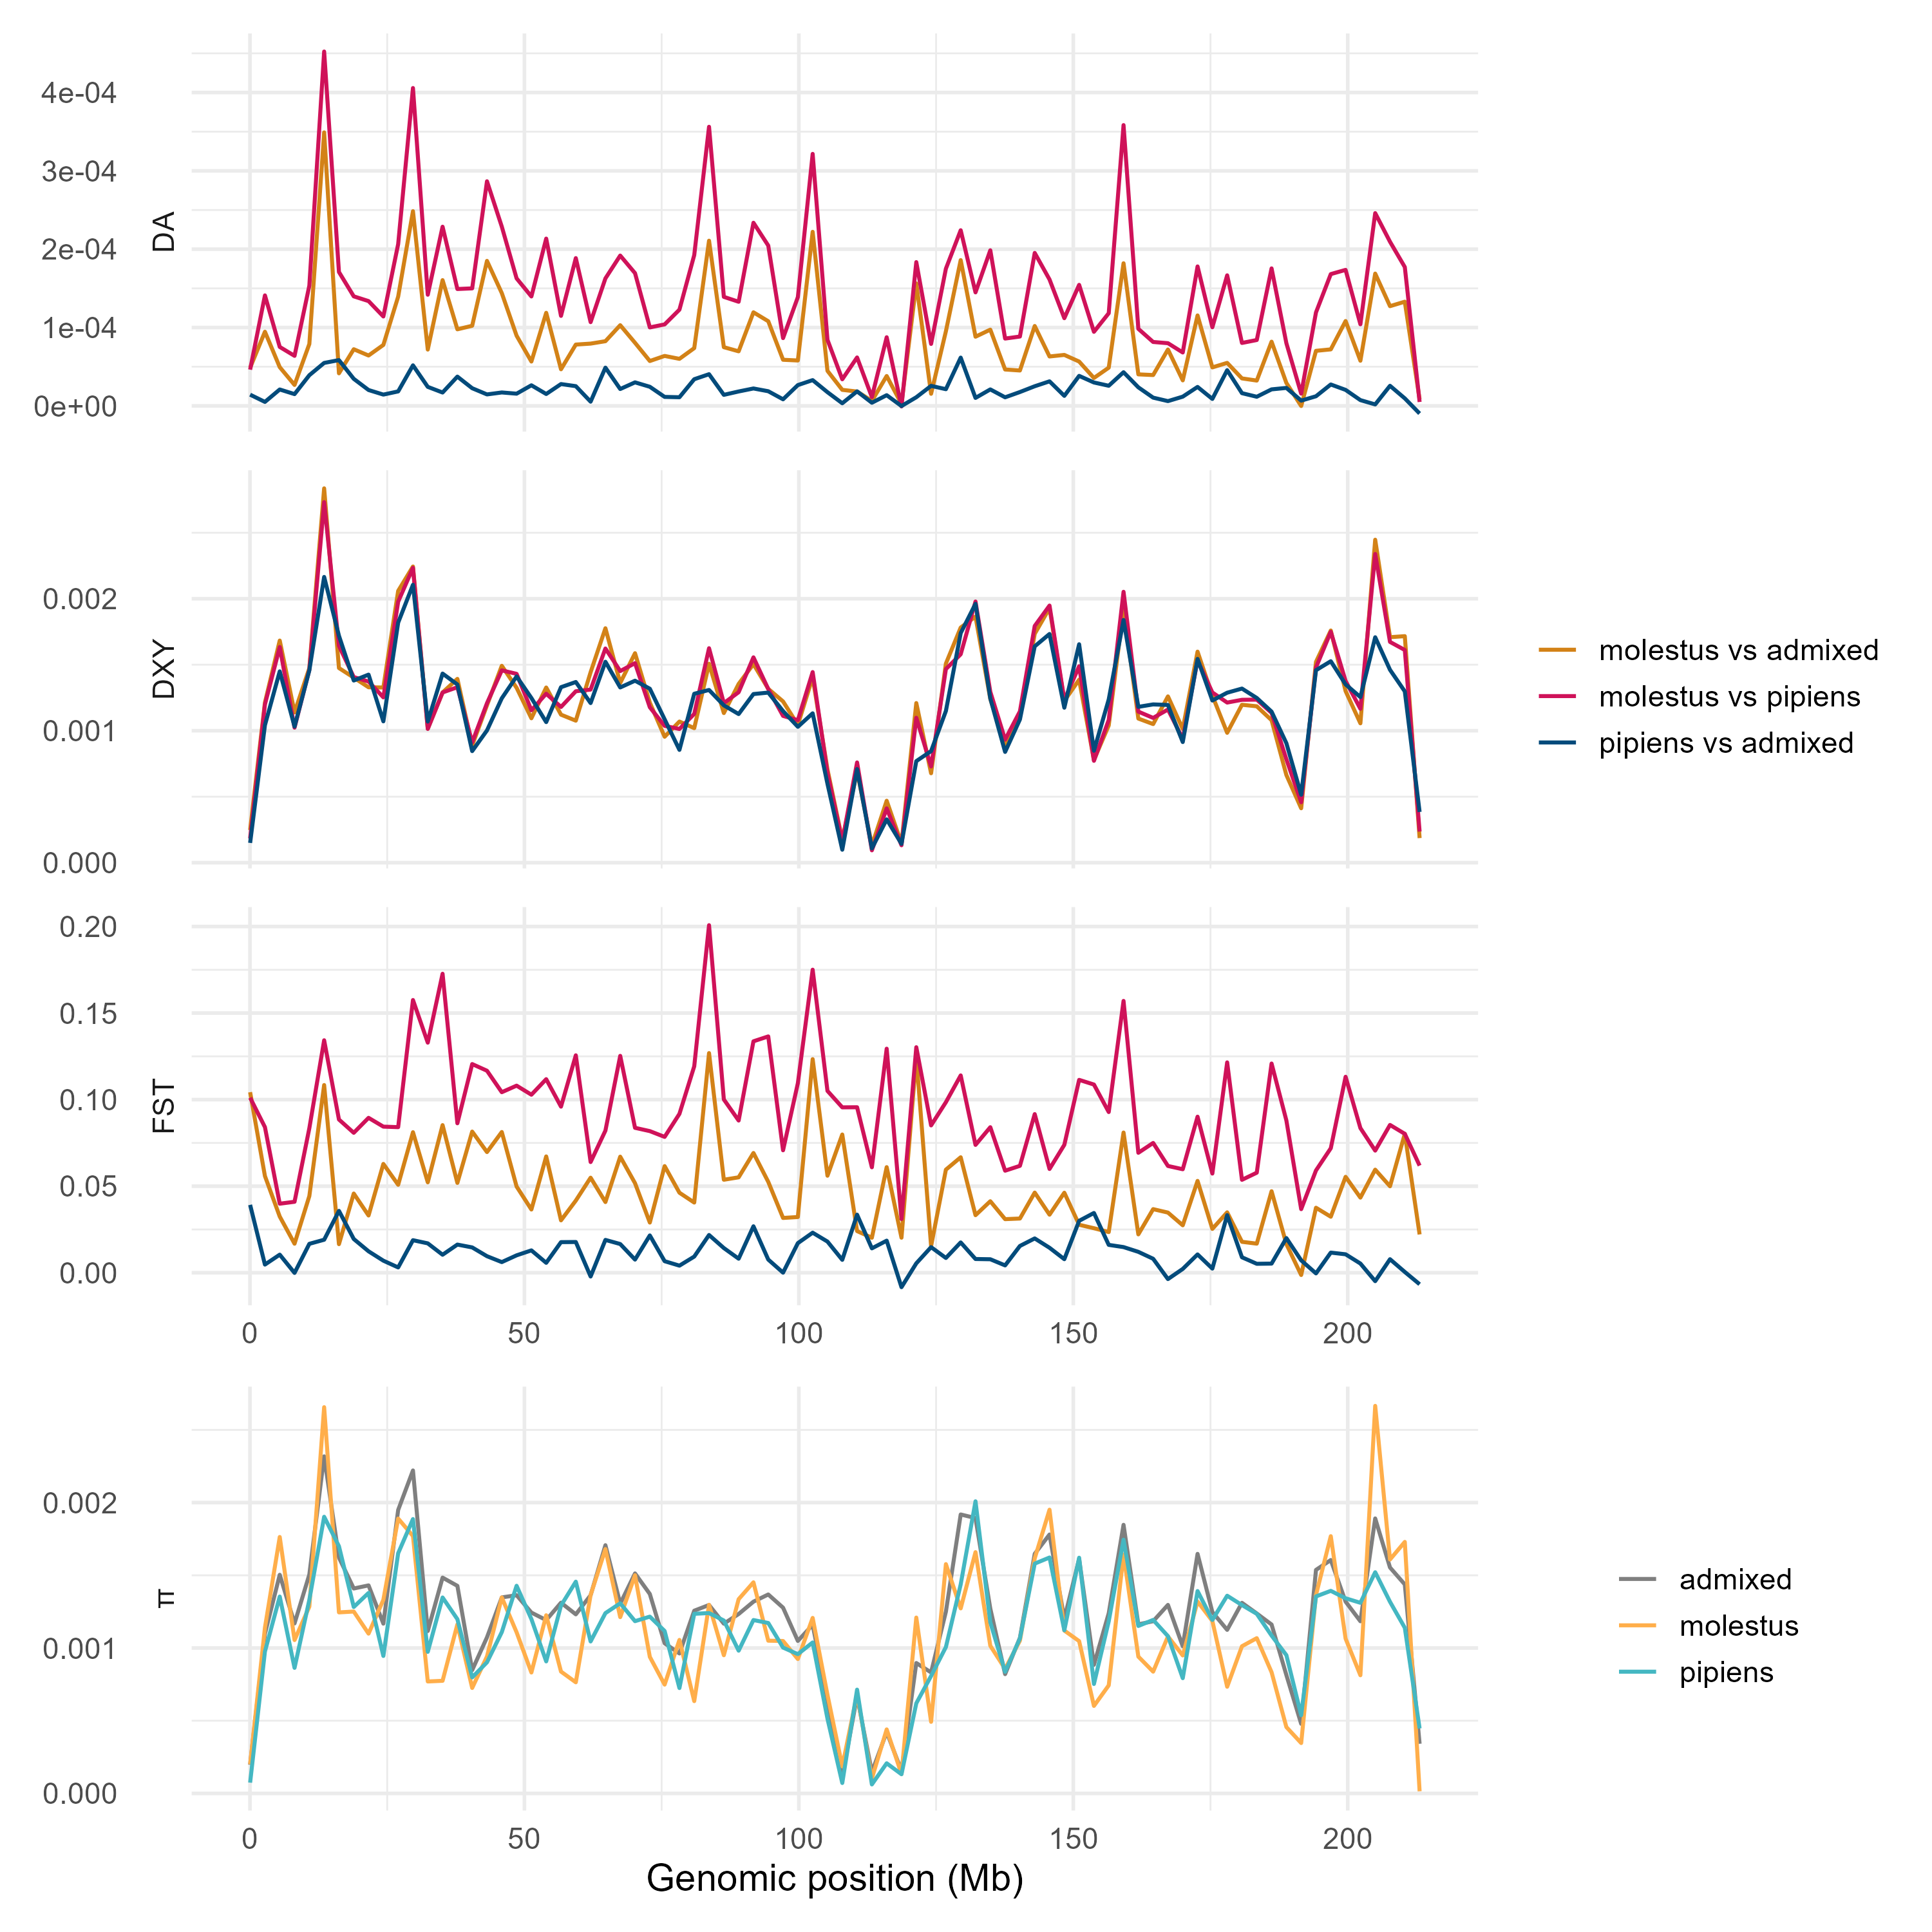 4e-04
3e-04
2e-04
1e-04
0e+00
DA
0.002
0.001
0.000
DXY
molestus vs admixed
molestus vs pipiens
pipiens vs admixed
0.20
0.15
0.10
0.05
0.00
FST
0 50 100 150 200
0.002
0.001
0.000
π
admixed
molestus
pipiens
0 50 100 150 200
Genomic position (Mb)